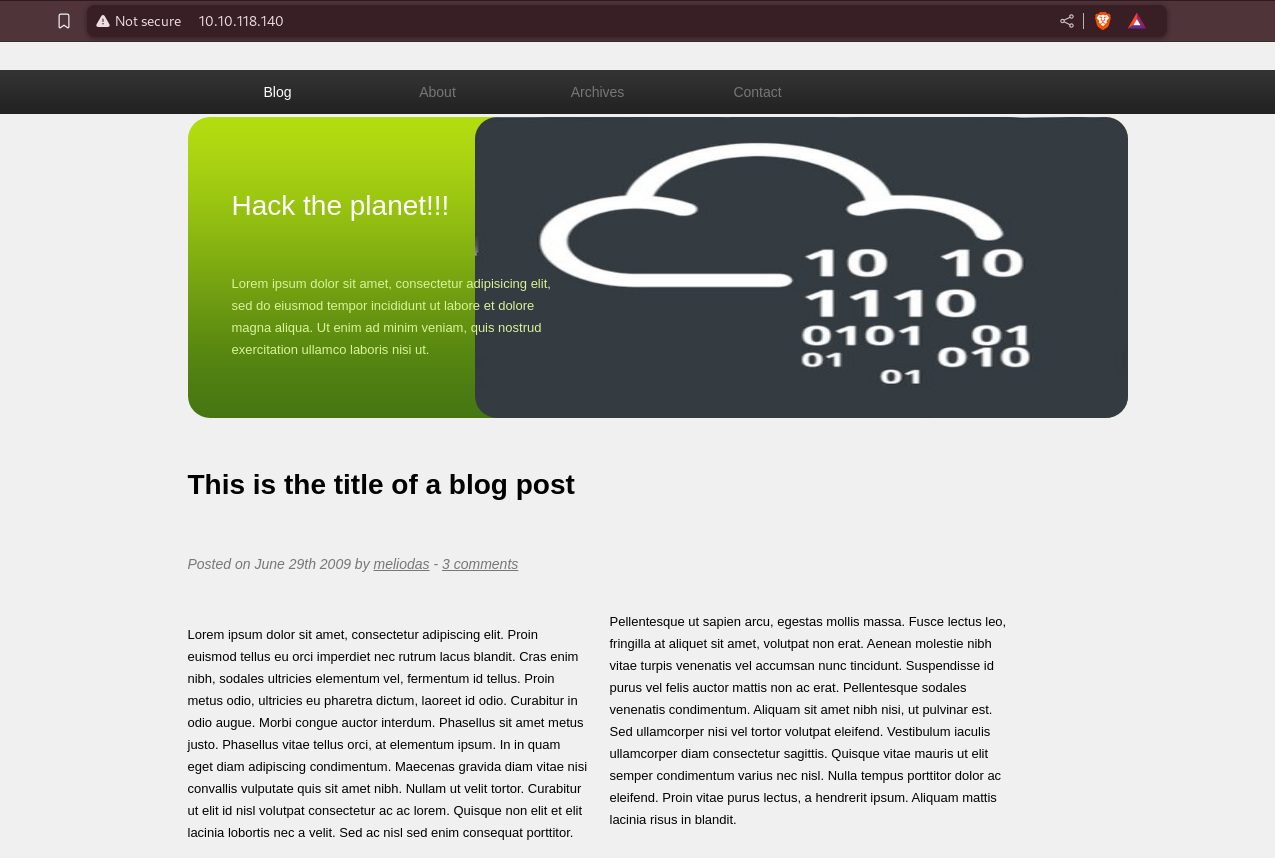 Not secure 10.10.118.140
Blog About Archives Contact
Hack the planet!!!
Lorem ipsum dolor sit amet, consectetur adipisicing elit,
sed do eiusmod tempor incididunt ut labore et dolore
magna aliqua. Ut enim ad minim veniam, quis nostrud
exercitation ullamco laboris nisi ut.
10 10
1110
0101 01
01 010
01
This is the title of a blog post
Posted on June 29th 2009 by meliodas - 3 comments
Lorem ipsum dolor sit amet, consectetur adipiscing elit. Proin
euismod tellus eu orci imperdiet nec rutrum lacus blandit. Cras enim
nibh, sodales ultricies elementum vel, fermentum id tellus. Proin
metus odio, ultricies eu pharetra dictum, laoreet id odio. Curabitur in
odio augue. Morbi congue auctor interdum. Phasellus sit amet metus
justo. Phasellus vitae tellus orci, at elementum ipsum. In in quam
eget diam adipiscing condimentum. Maecenas gravida diam vitae nisi
convallis vulputate quis sit amet nibh. Nullam ut velit tortor. Curabitur
ut elit id nisl volutpat consectetur ac ac lorem. Quisque non elit et elit
lacinia lobortis nec a velit. Sed ac nisl sed enim consequat porttitor.
Pellentesque ut sapien arcu, egestas mollis massa. Fusce lectus leo,
fringilla at aliquet sit amet, volutpat non erat. Aenean molestie nibh
vitae turpis venenatis vel accumsan nunc tincidunt. Suspendisse id
purus vel felis auctor mattis non ac erat. Pellentesque sodales
venenatis condimentum. Aliquam sit amet nibh nisi, ut pulvinar est.
Sed ullamcorper nisi vel tortor volutpat eleifend. Vestibulum iaculis
ullamcorper diam consectetur sagittis. Quisque vitae mauris ut elit
semper condimentum varius nec nisl. Nulla tempus porttitor dolor ac
eleifend. Proin vitae purus lectus, a hendrerit ipsum. Aliquam mattis
lacinia risus in blandit.